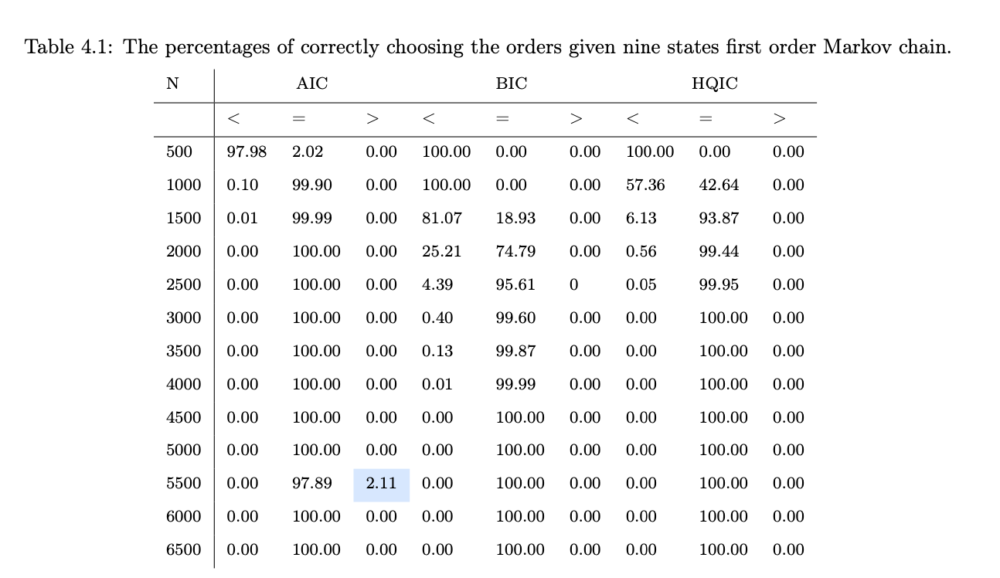 Table 4.1: The percentages of correctly choosing the orders given nine states first order Markov chain.
N AIC BIC HQIC
< = > < = > < = >
500 97.98 2.02 0.00 100.00 0.00 0.00 100.00 0.00 0.00
1000 0.10 99.90 0.00 100.00 0.00 0.00 57.36 42.64 0.00
1500 0.01 99.99 0.00 81.07 18.93 0.00 6.13 93.87 0.00
2000 0.00 100.00 0.00 25.21 74.79 0.00 0.56 99.44 0.00
2500 0.00 100.00 0.00 4.39 95.61 0 0.05 99.95 0.00
3000 0.00 100.00 0.00 0.40 99.60 0.00 0.00 100.00 0.00
3500 0.00 100.00 0.00 0.13 99.87 0.00 0.00 100.00 0.00
4000 0.00 100.00 0.00 0.01 99.99 0.00 0.00 100.00 0.00
4500 0.00 100.00 0.00 0.00 100.00 0.00 0.00 100.00 0.00
5000 0.00 100.00 0.00 0.00 100.00 0.00 0.00 100.00 0.00
5500 0.00 97.89 2.11 0.00 100.00 0.00 0.00 100.00 0.00
6000 0.00 100.00 0.00 0.00 100.00 0.00 0.00 100.00 0.00
6500 0.00 100.00 0.00 0.00 100.00 0.00 0.00 100.00 0.00